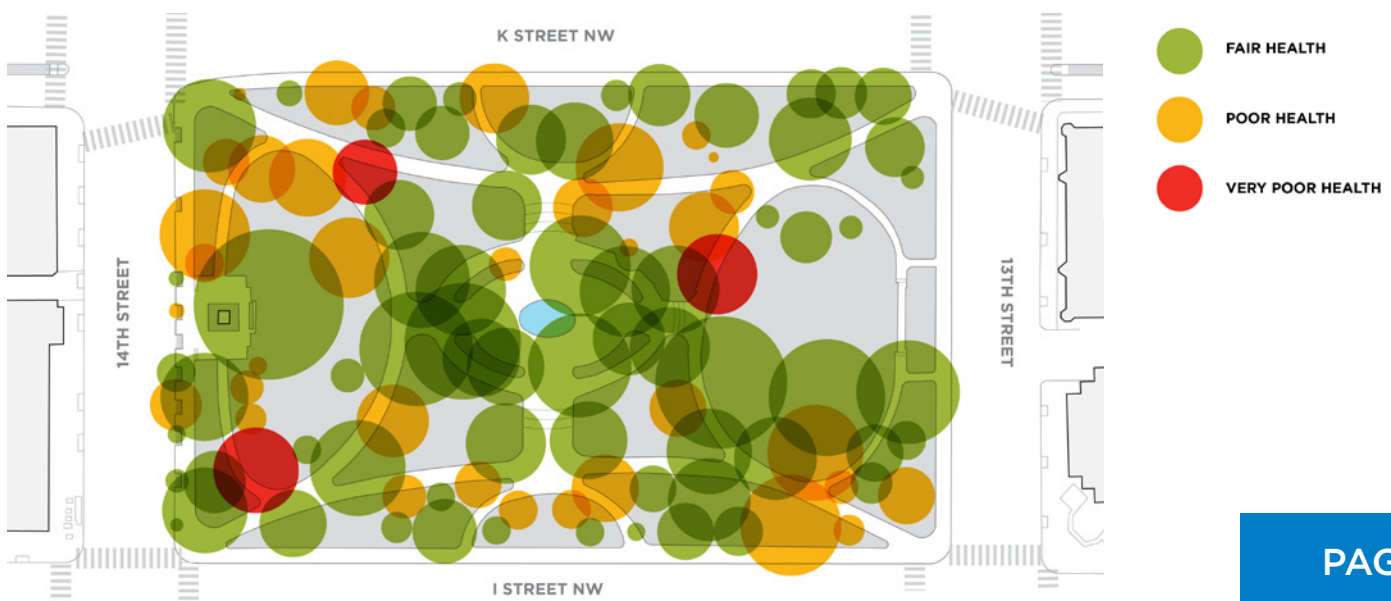 K STREET NW
14TH STREET
13TH STREET
I STREET NW
FAIR HEALTH
POOR HEALTH
VERY POOR HEALTH
PAG